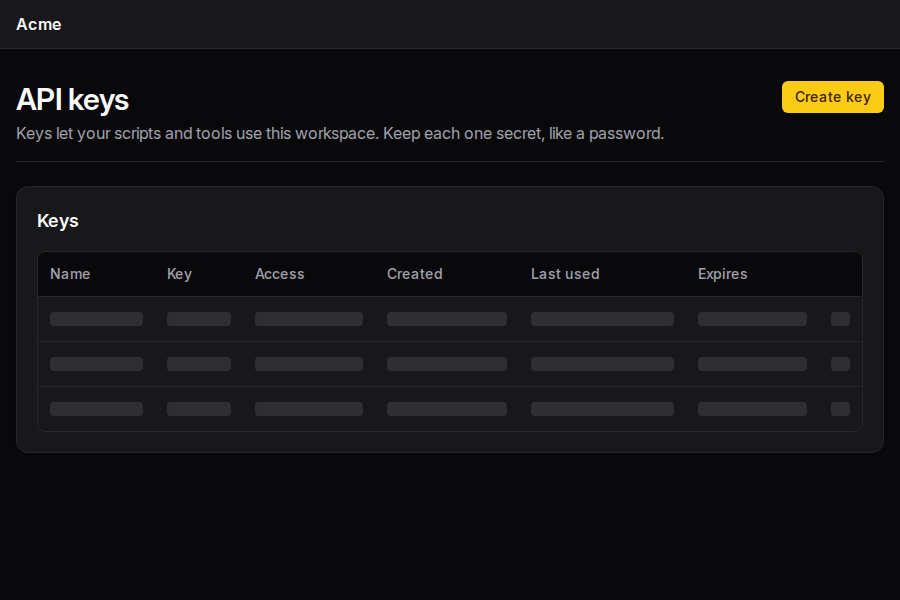 Acme
API keys
Create key
Keys let your scripts and tools use this workspace. Keep each one secret, like a password.
Keys
Name Key Access Created Last used Expires